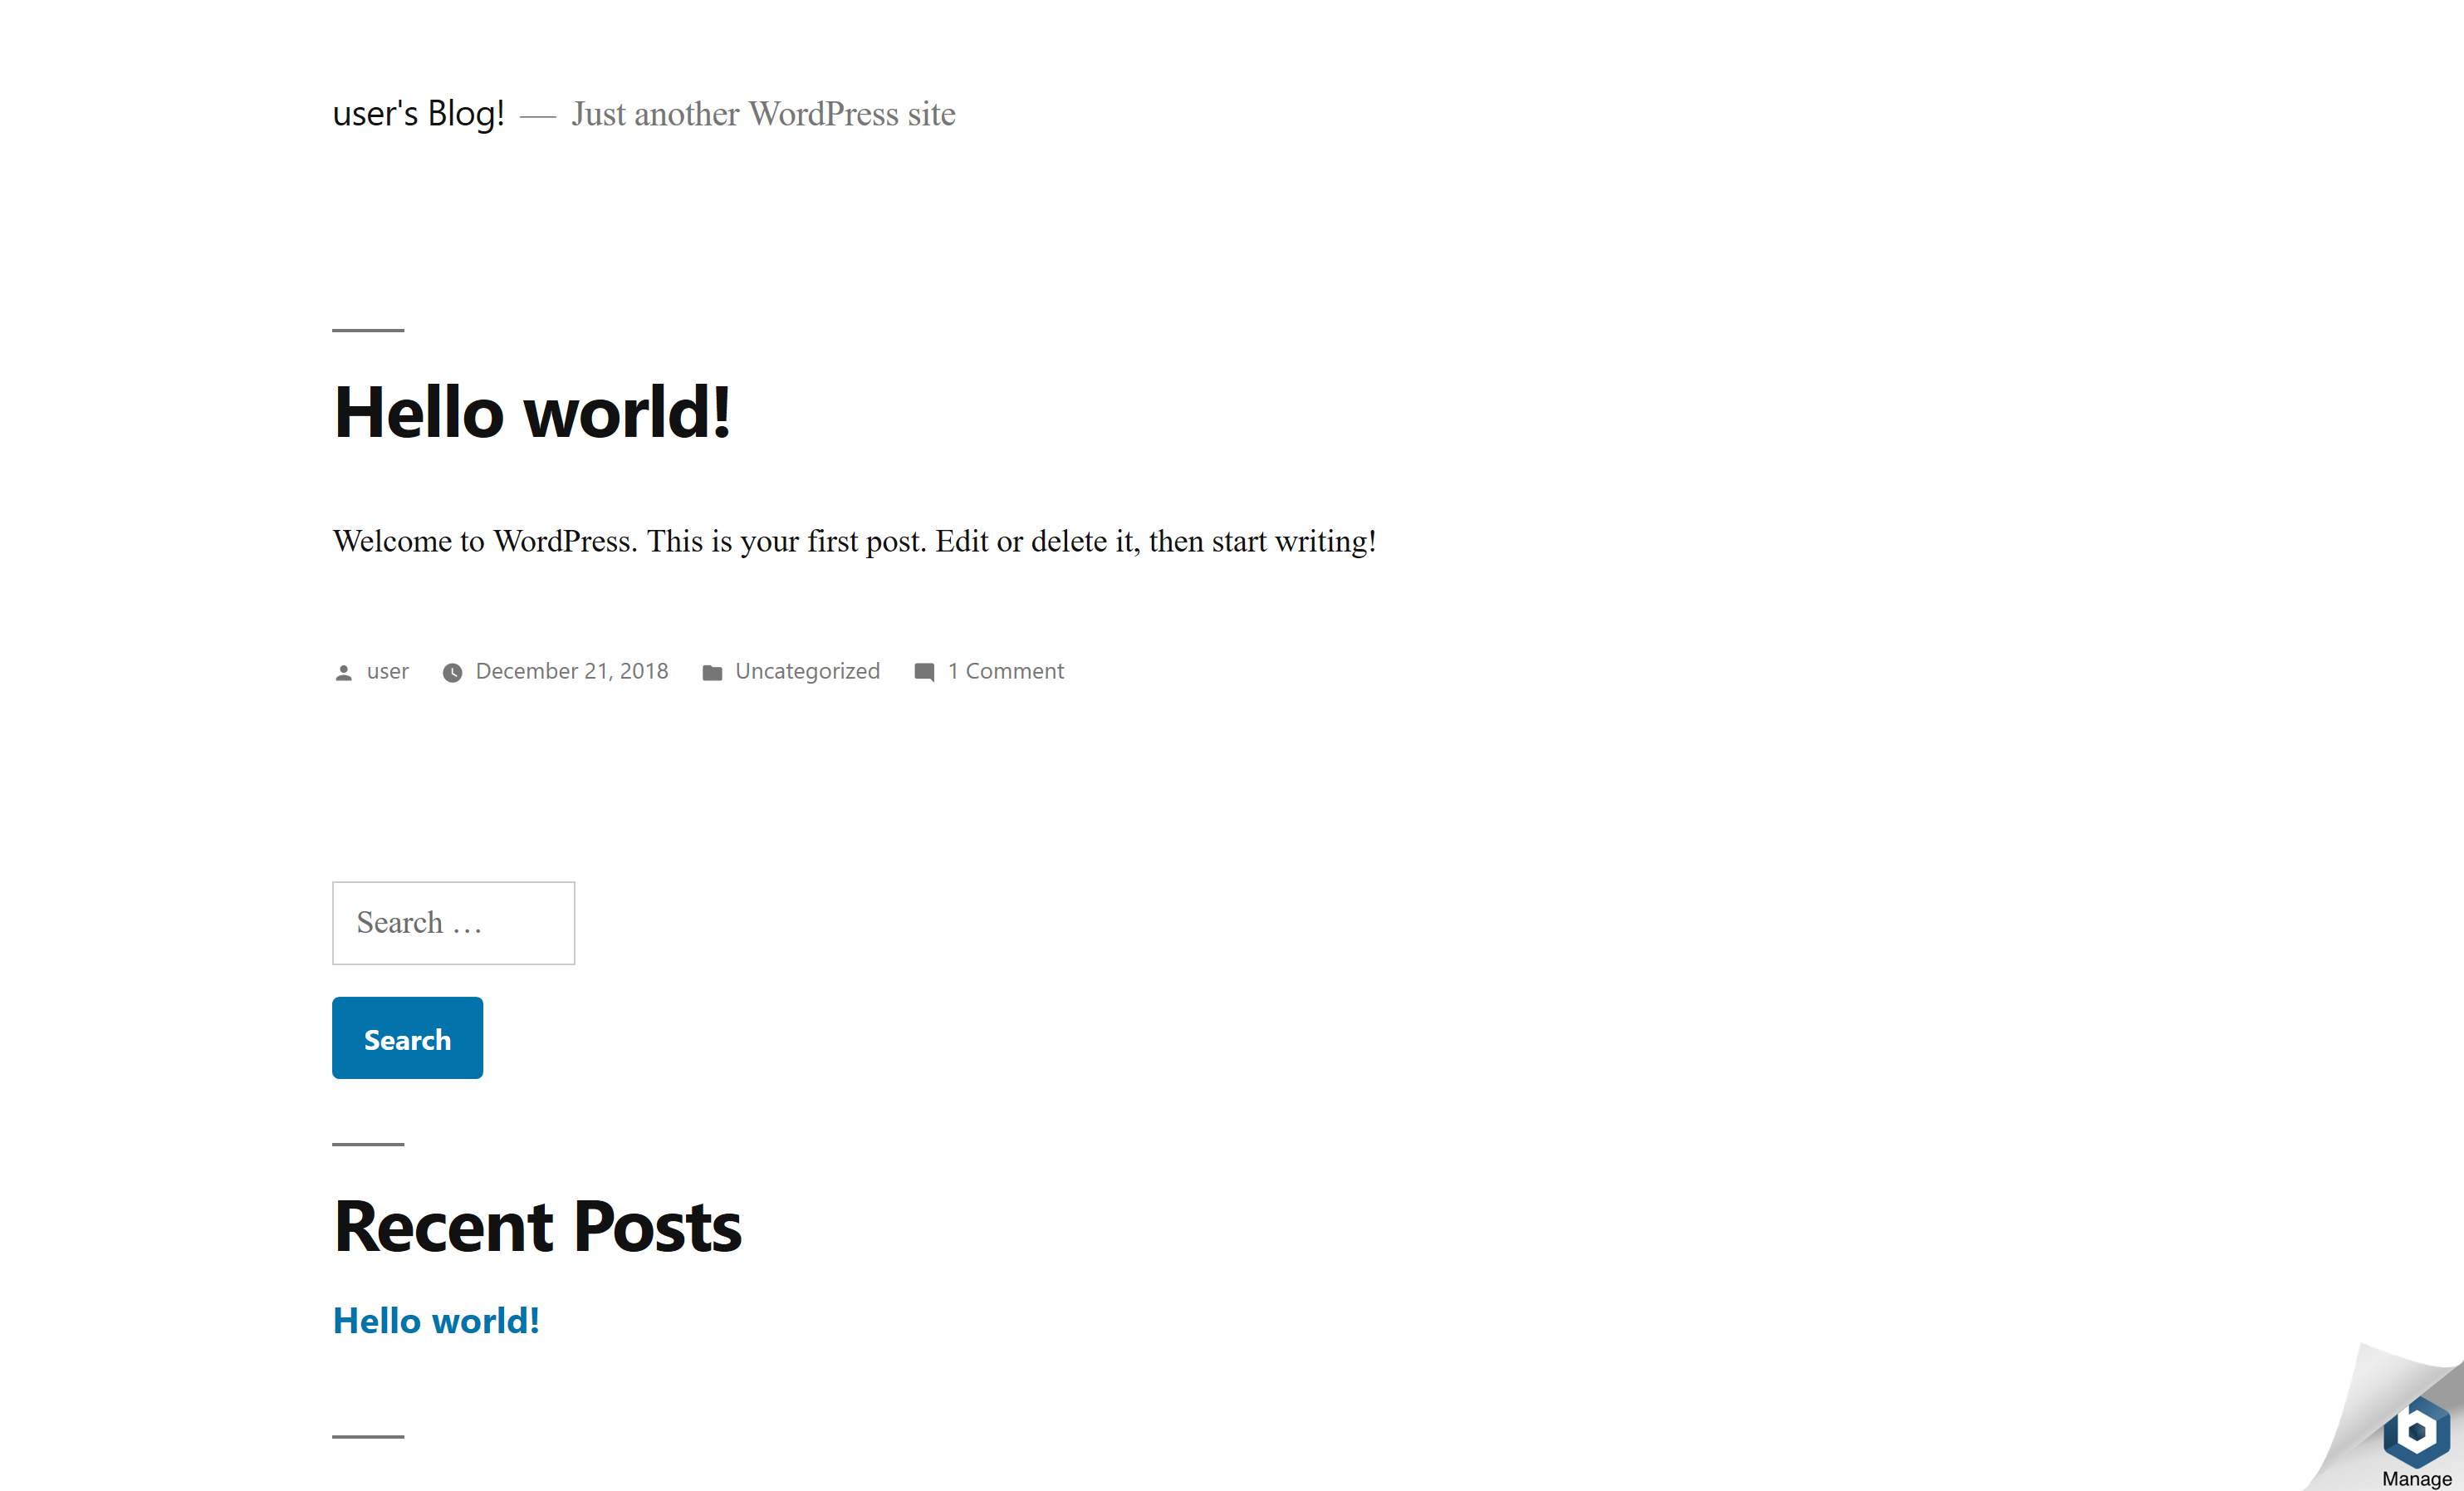 user's Blog! — Just another WordPress site
Hello world!
Welcome to WordPress. This is your first post. Edit or delete it, then start writing!
user December 21, 2018 Uncategorized 1 Comment
Search …
Search
Recent Posts
Hello world!
Manage